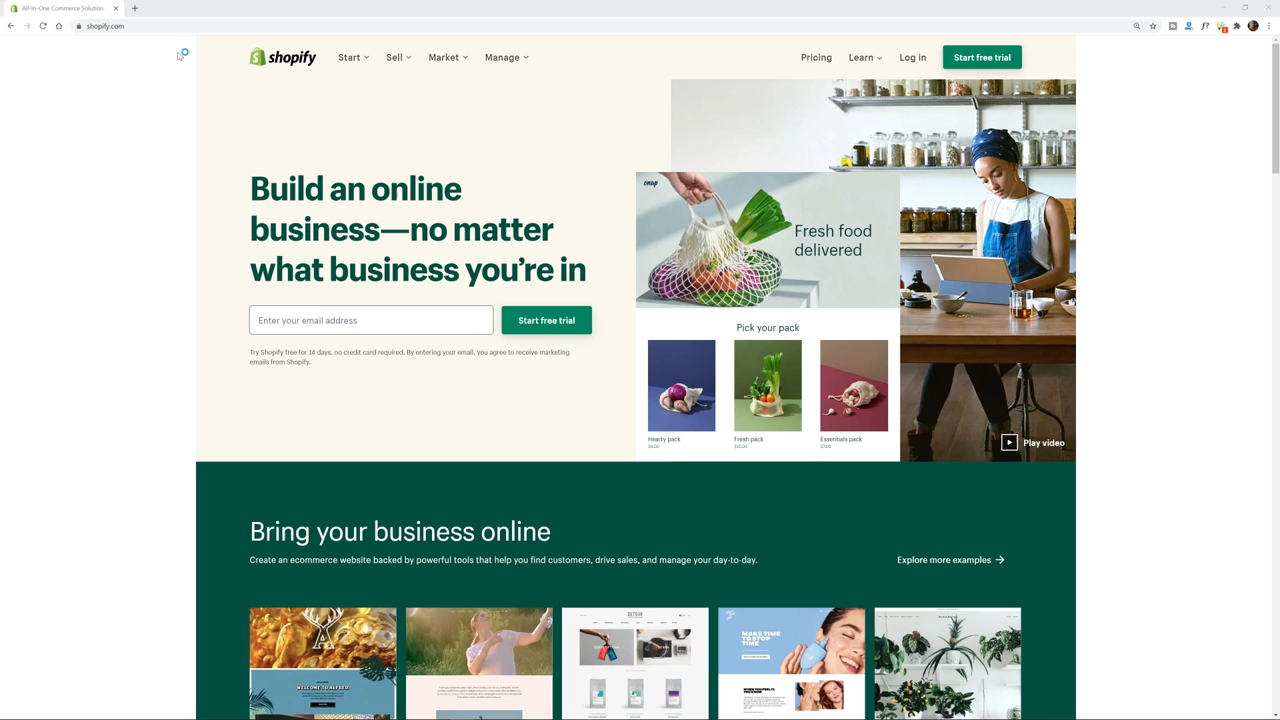 All-In-One Commerce Solution -
shopify.com
shopify
Start
Sell
Market
Manage
Pricing
Learn
Log in
Start free trial
Build an online
business—no matter
what business you’re in
Enter your email address
Start free trial
Try Shopify free for 14 days, no credit card required. By entering your email, you agree to receive marketing
emails from Shopify.
Fresh food
delivered
Pick your pack
Hearty pack
Fresh pack
Essentials pack
Play video
Bring your business online
Create an ecommerce website backed by powerful tools that help you find customers, drive sales, and manage your day-to-day.
Explore more examples
WELCOME TO ALFRED
DETOUR
MAKE TIME
TO STOP
TIME